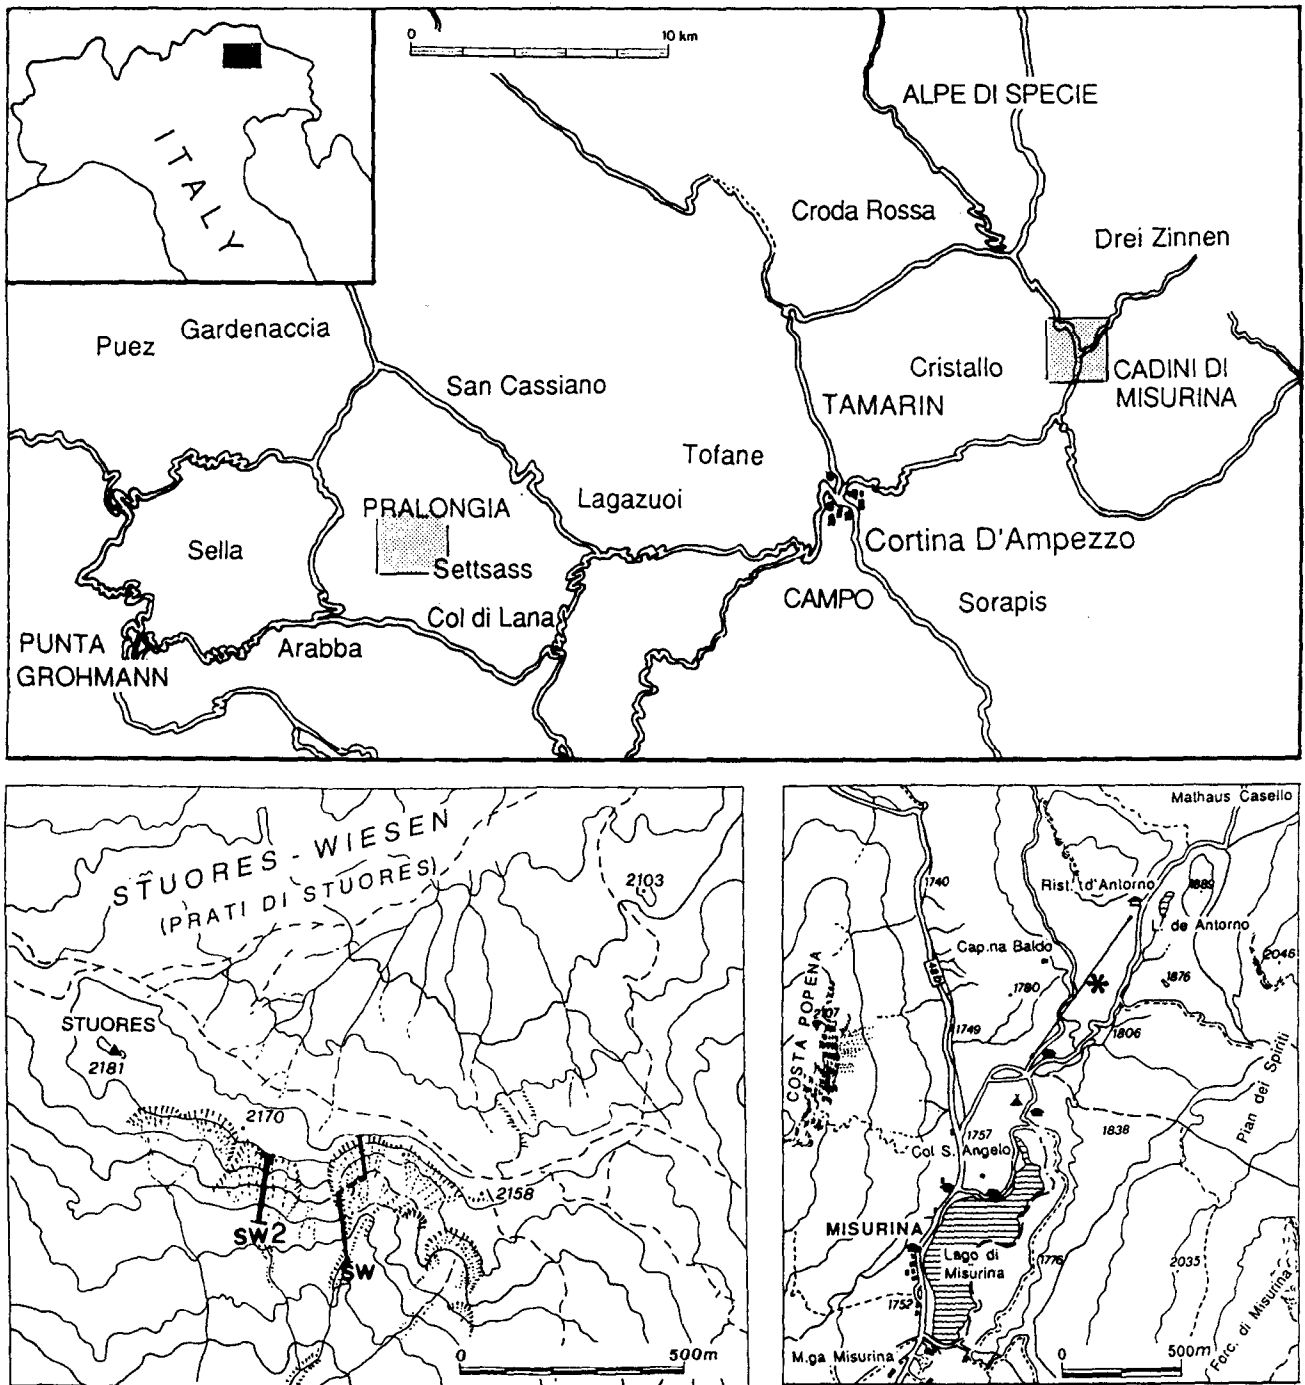 ITALY
0 10 km
ALPE DI SPECIE
Croda Rossa
Drei Zinnen
Gardenaccia
Puez
San Cassiano
Cristallo
CADINI DI
MISURINA
TAMARIN
Tofane
Lagazuoi
PRALONGIA
Sella
Settsass
Cortina D'Ampezzo
CAMPO
Sorapis
Col di Lana
Arabba
PUNTA
GROHMANN
STUORES - WIESEN
(PRATI DI STUORES)
2103
STUORES
2181
2170
2158
SW2
SW
0 500m
Mathaus Casello
1740
Rist. d'Antorno
1889
L. de Antorno
Cap.na Baldo
2046
1876
1780
COSTA POPENA
2107
1749
1806
Pian dei Spiriti
1757
1838
Col S. Angelo
MISURINA
Lago di
Misurina
1776
2035
1752
Forc. di Misurina
M.ga Misurina
0 500m